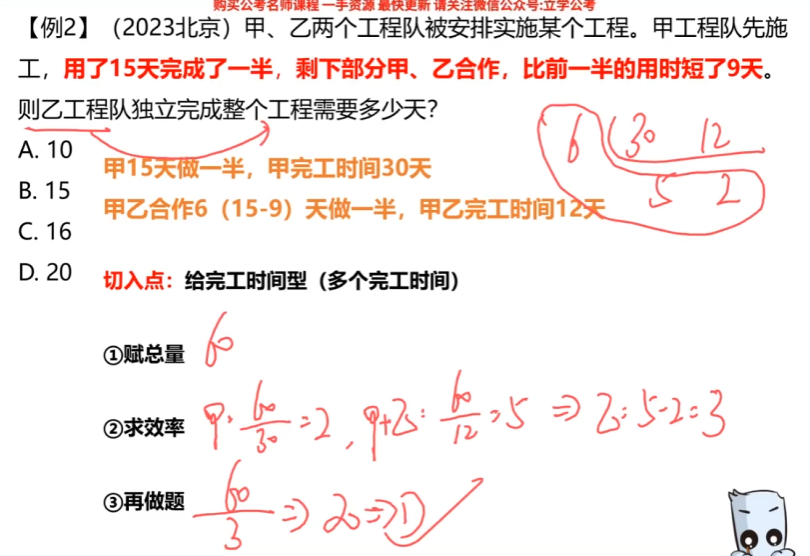 购买公考名师课程 一手资源 最快更新 请关注微信公众号:立学公考
【例2】（2023北京）甲、乙两个工程队被安排实施某个工程。甲工程队先施
工，用了15天完成了一半，剩下部分甲、乙合作，比前一半的用时短了9天。
则乙工程队独立完成整个工程需要多少天？
6 30 12
5 2
A. 10
甲15天做一半，甲完工时间30天
B. 15
甲乙合作6（15-9）天做一半，甲乙完工时间12天
C. 16
D. 20
切入点：给完工时间型（多个完工时间）
①赋总量 60
②求效率 甲: 60/30=2, 甲+乙: 60/12=5 ⇒ 乙: 5-2=3
③再做题 60/3 ⇒ 20 ⇒ D